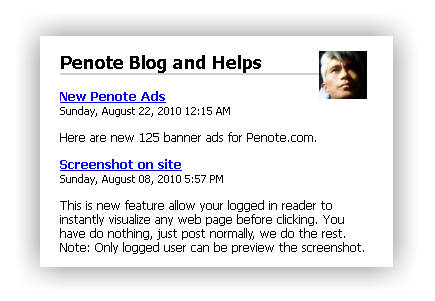 Penote Blog and Helps
New Penote Ads
Sunday, August 22, 2010 12:15 AM
Here are new 125 banner ads for Penote.com.
Screenshot on site
Sunday, August 08, 2010 5:57 PM
This is new feature allow your logged in reader to
instantly visualize any web page before clicking. You
have do nothing, just post normally, we do the rest.
Note: Only logged user can be preview the screenshot.